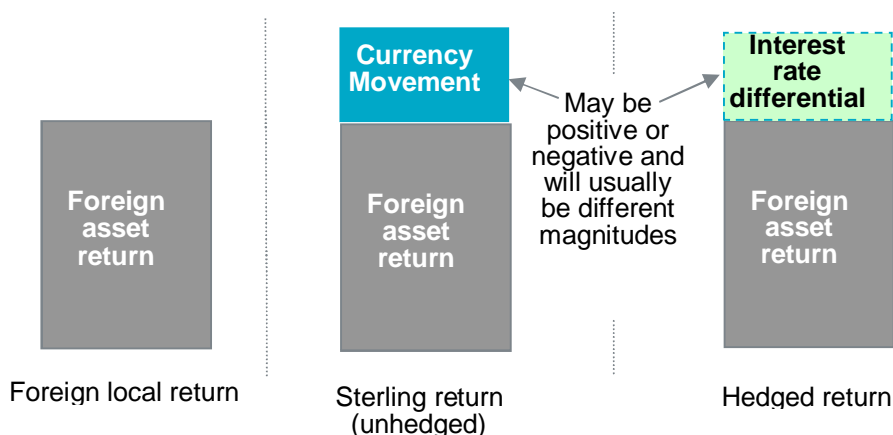 Foreign
asset
return
Foreign local return
Currency
Movement
Foreign
asset
return
Sterling return
(unhedged)
May be
positive or
negative and
will usually
be different
magnitudes
Interest
rate
differential
Foreign
asset
return
Hedged return